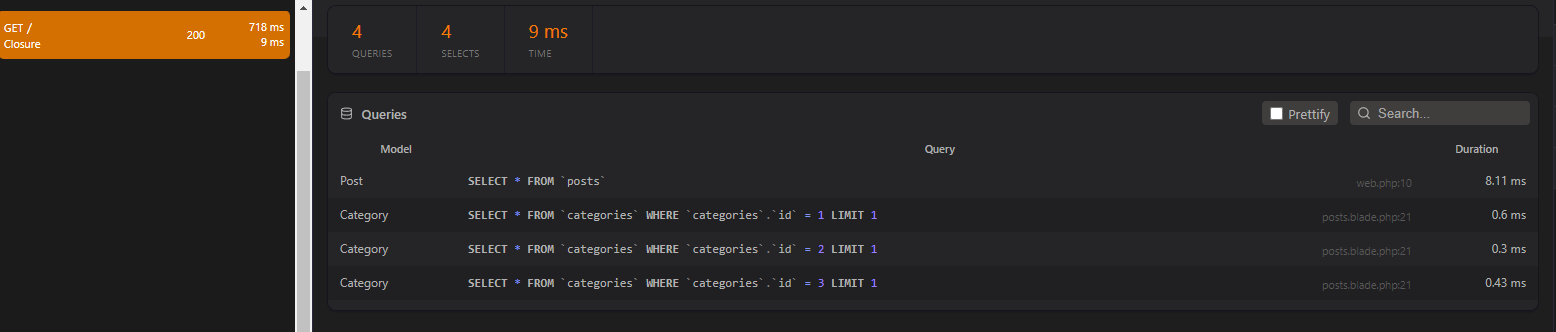 GET / 200 718 ms
Closure 9 ms
4 4 9 ms
QUERIES SELECTS TIME
Queries Prettify Search...
Model Query Duration
Post SELECT * FROM `posts` web.php:10 8.11 ms
Category SELECT * FROM `categories` WHERE `categories`.`id` = 1 LIMIT 1 posts.blade.php:21 0.6 ms
Category SELECT * FROM `categories` WHERE `categories`.`id` = 2 LIMIT 1 posts.blade.php:21 0.3 ms
Category SELECT * FROM `categories` WHERE `categories`.`id` = 3 LIMIT 1 posts.blade.php:21 0.43 ms